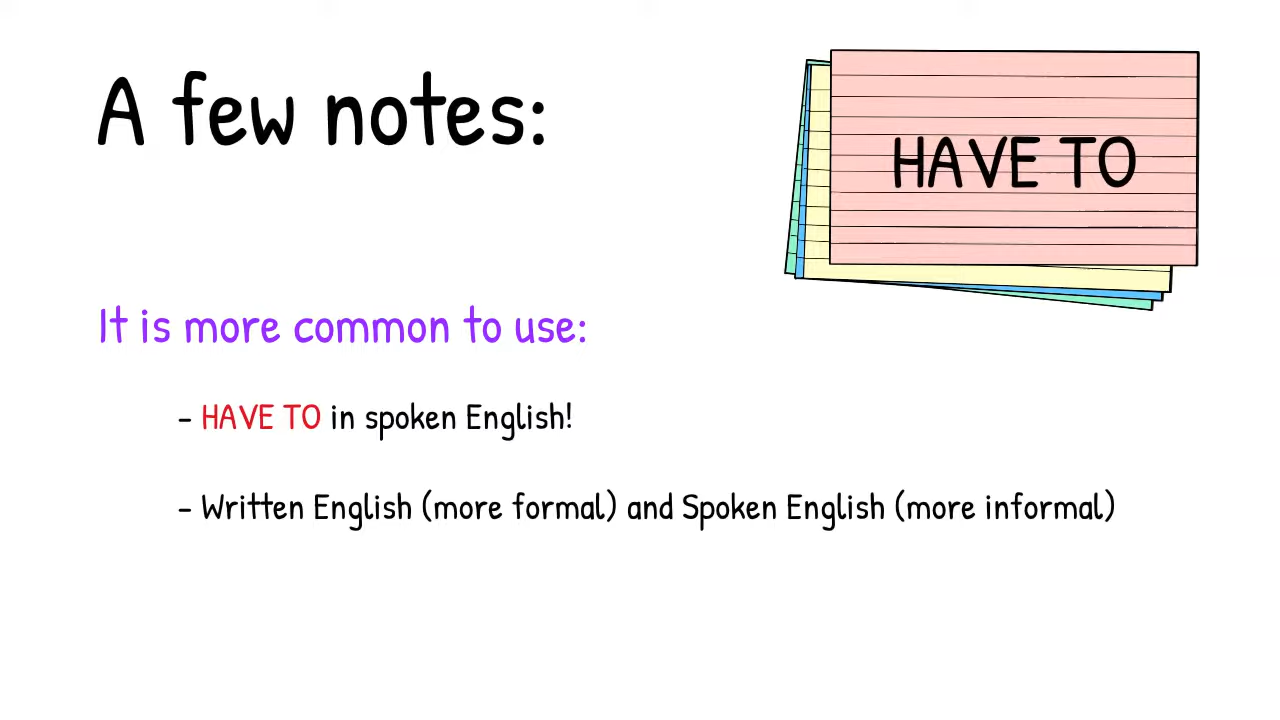 A few notes:
HAVE TO
It is more common to use:
- HAVE TO in spoken English!
- Written English (more formal) and Spoken English (more informal)